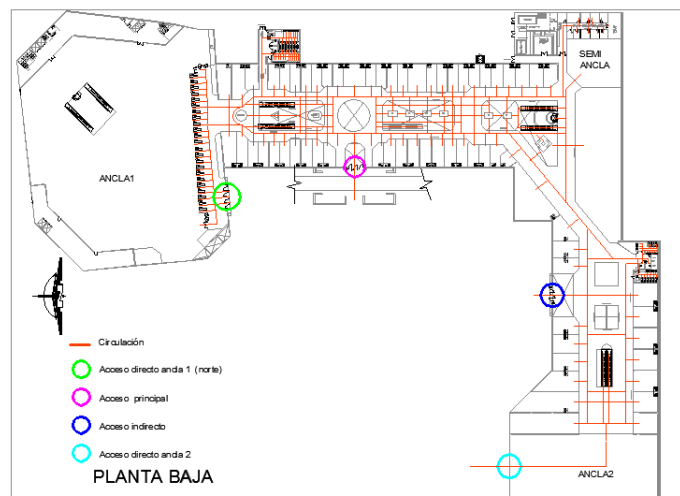 SEMI
ANCLA
ANCLA1
Circulación
Acceso directo ancla 1 (norte)
Acceso principal
Acceso indirecto
Acceso directo ancla 2
PLANTA BAJA
ANCLA2